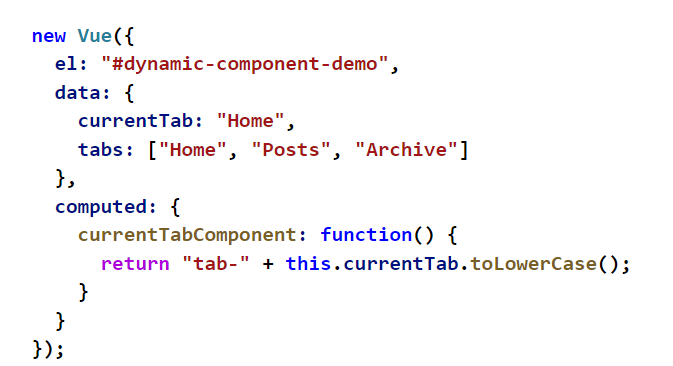 new Vue({
  el: "#dynamic-component-demo",
  data: {
    currentTab: "Home",
    tabs: ["Home", "Posts", "Archive"]
  },
  computed: {
    currentTabComponent: function() {
      return "tab-" + this.currentTab.toLowerCase();
    }
  }
});